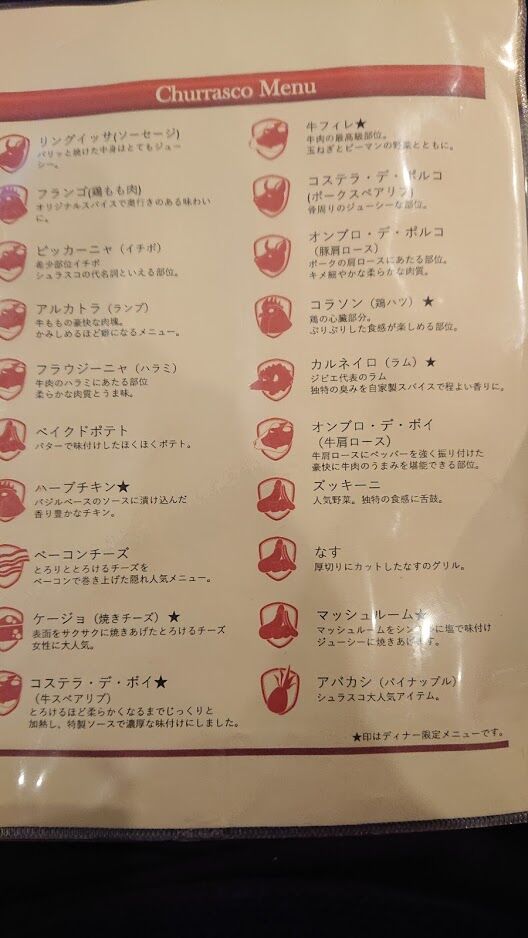 Churrasco Menu
リングイッサ(ソーセージ)
パリッと焼けた中身はとてもジュー
シー。
フランゴ(鶏もも肉)
オリジナルスパイスで奥行きのある味わい
に。
ピッカーニャ（イチボ）
希少部位イチボ
シュラスコの代名詞といえる部位。
アルカトラ（ランプ）
牛ももの豪快な肉塊。
かみしめるほど癖になるメニュー。
フラウジーニャ（ハラミ）
牛肉のハラミにあたる部位
柔らかな肉質とうま味。
ベイクドポテト
バターで味付けしたほくほくポテト。
ハーブチキン★
バジルベースのソースに漬け込んだ
香り豊かなチキン。
ベーコンチーズ
とろりととろけるチーズを
ベーコンで巻き上げた隠れ人気メニュー。
ケージョ（焼きチーズ）★
表面をサクサクに焼きあげたとろけるチーズ
女性に大人気。
コステラ・デ・ボイ★
（牛スペアリブ）
とろけるほど柔らかくなるまでじっくりと
加熱し、特製ソースで濃厚な味付けにしました。
牛フィレ★
牛肉の最高級部位。
玉ねぎとピーマンの野菜とともに。
コステラ・デ・ポルコ
(ポークスペアリブ)
骨周りのジューシーな部位。
オンブロ・デ・ポルコ
（豚肩ロース）
ポークの肩ロースにあたる部位。
キメ細やかな柔らかな肉質。
コラソン（鶏ハツ）★
鶏の心臓部分。
ぷりぷりした食感が楽しめる部位。
カルネイロ（ラム）★
ジビエ代表のラム
独特の臭みを自家製スパイスで程よい香りに。
オンブロ・デ・ボイ
（牛肩ロース）
牛肩ロースにペッパーを強く振り付けた
豪快に牛肉のうまみを堪能できる部位。
ズッキーニ
人気野菜。独特の食感に舌鼓。
なす
厚切りにカットしたなすのグリル。
マッシュルーム★
マッシュルームをシンプルに塩で味付け
ジューシーに焼きあげます。
アバカシ（パイナップル）
シュラスコ大人気アイテム。
★印はディナー限定メニューです。